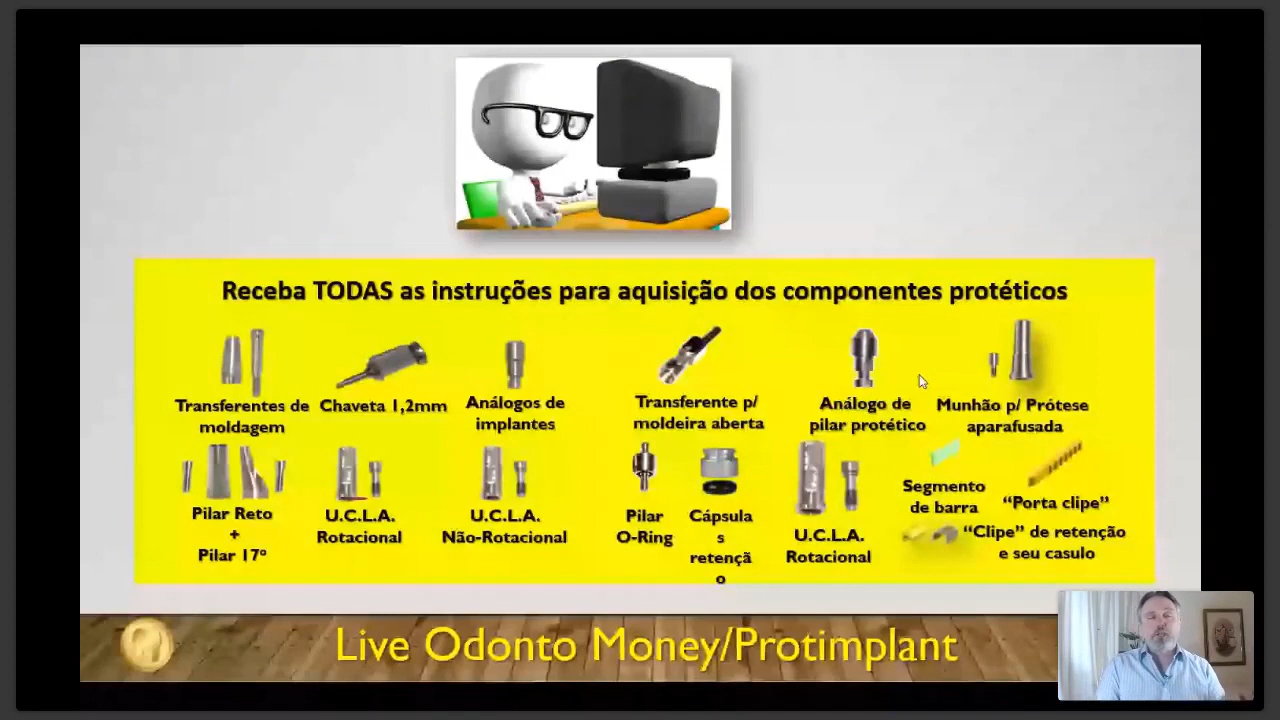 Receba TODAS as instruções para aquisição dos componentes protéticos
Transferentes de
moldagem
Chaveta 1,2mm
Análogos de
implantes
Transferente p/
moldeira aberta
Análogo de
pilar protético
Munhão p/ Prótese
aparafusada
Pilar Reto
+
Pilar 17º
U.C.L.A.
Rotacional
U.C.L.A.
Não-Rotacional
Pilar
O-Ring
Cápsula
s
retençã
o
U.C.L.A.
Rotacional
Segmento
de barra
“Porta clipe”
“Clipe” de retenção
e seu casulo
Live Odonto Money/Protimplant